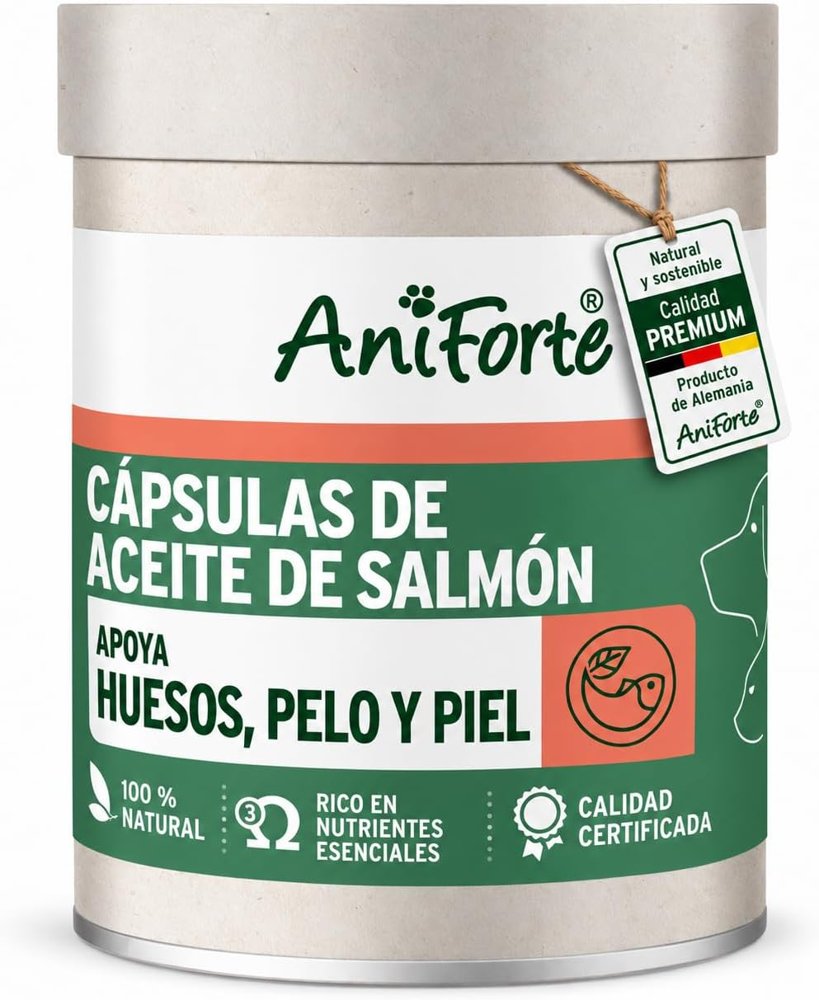 AniForte®
Natural
y sostenible
Calidad
PREMIUM
Producto
de Alemania
AniForte®
CÁPSULAS DE
ACEITE DE SALMÓN
APOYA
HUESOS, PELO Y PIEL
100 %
NATURAL
3
RICO EN
NUTRIENTES
ESENCIALES
CALIDAD
CERTIFICADA